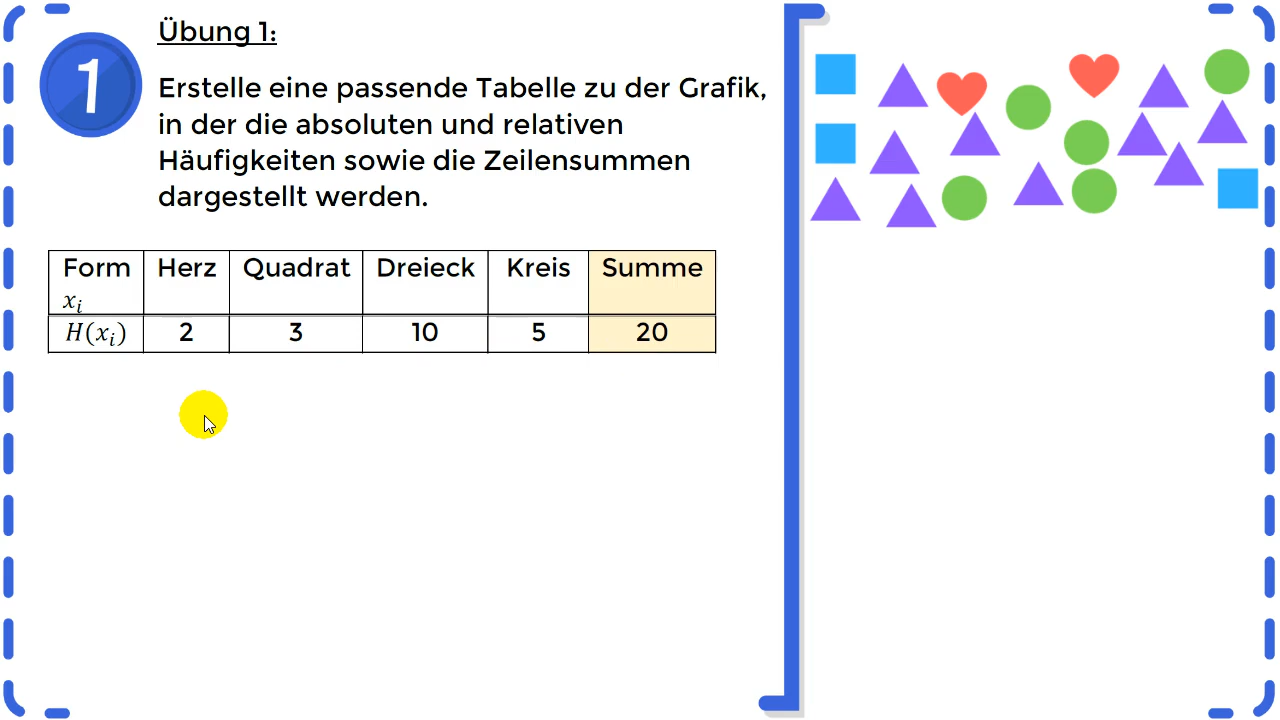 1
Übung 1:
Erstelle eine passende Tabelle zu der Grafik,
in der die absoluten und relativen
Häufigkeiten sowie die Zeilensummen
dargestellt werden.
Form Herz Quadrat Dreieck Kreis Summe
xᵢ
H(xᵢ) 2 3 10 5 20